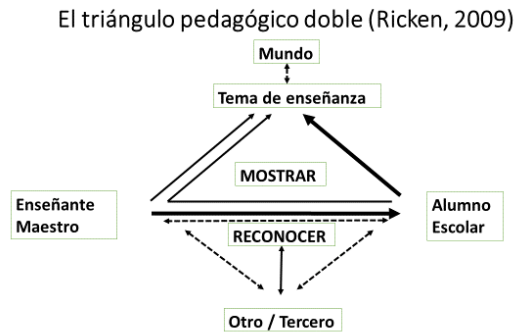 El triángulo pedagógico doble (Ricken, 2009)
Mundo
Tema de enseñanza
MOSTRAR
Enseñante
Maestro
Alumno
Escolar
RECONOCER
Otro / Tercero